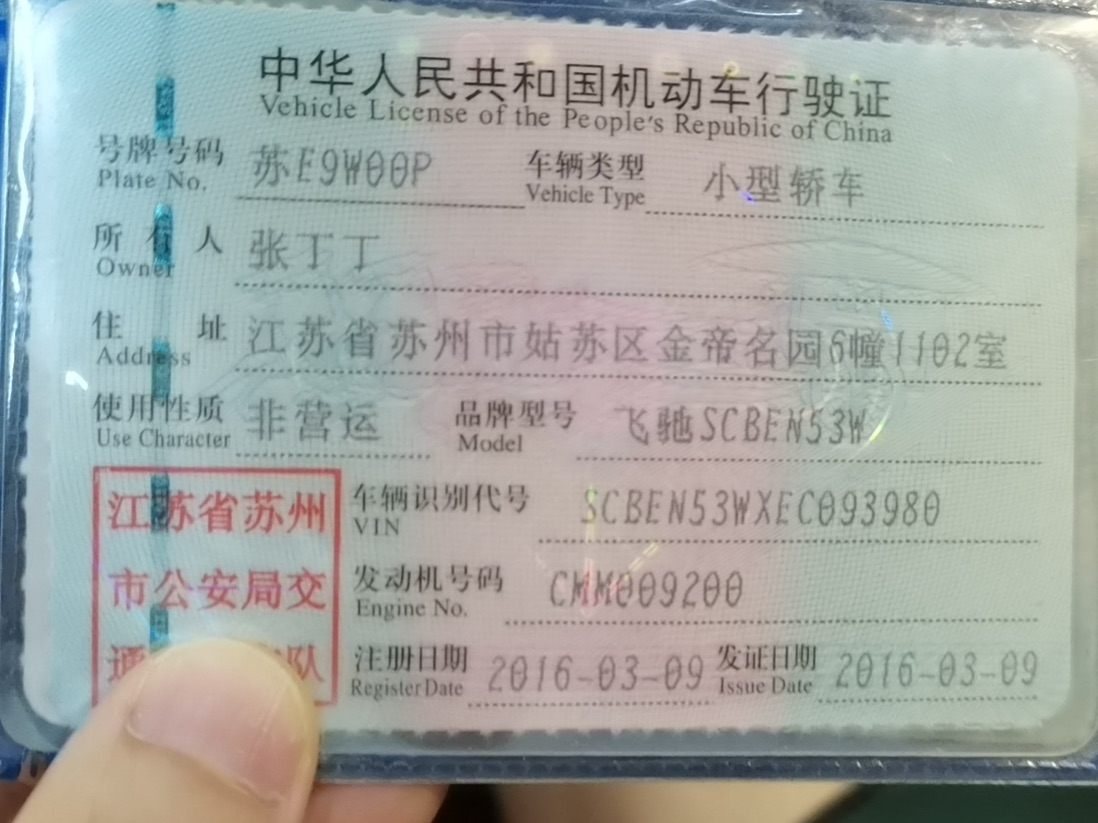 中华人民共和国机动车行驶证
Vehicle License of the People's Republic of China
号牌号码 苏E9W00P 车辆类型 小型轿车
Plate No. Vehicle Type
所有人 张丁丁
Owner
住址 江苏省苏州市姑苏区金帝名园6幢1102室
Address
使用性质 非营运 品牌型号 飞驰SCBEN53W
Use Character Model
江苏省苏州
市公安局交
通 队
车辆识别代号 SCBEN53WXEC093980
VIN
发动机号码 CMM009200
Engine No.
注册日期 2016-03-09 发证日期 2016-03-09
Register Date Issue Date